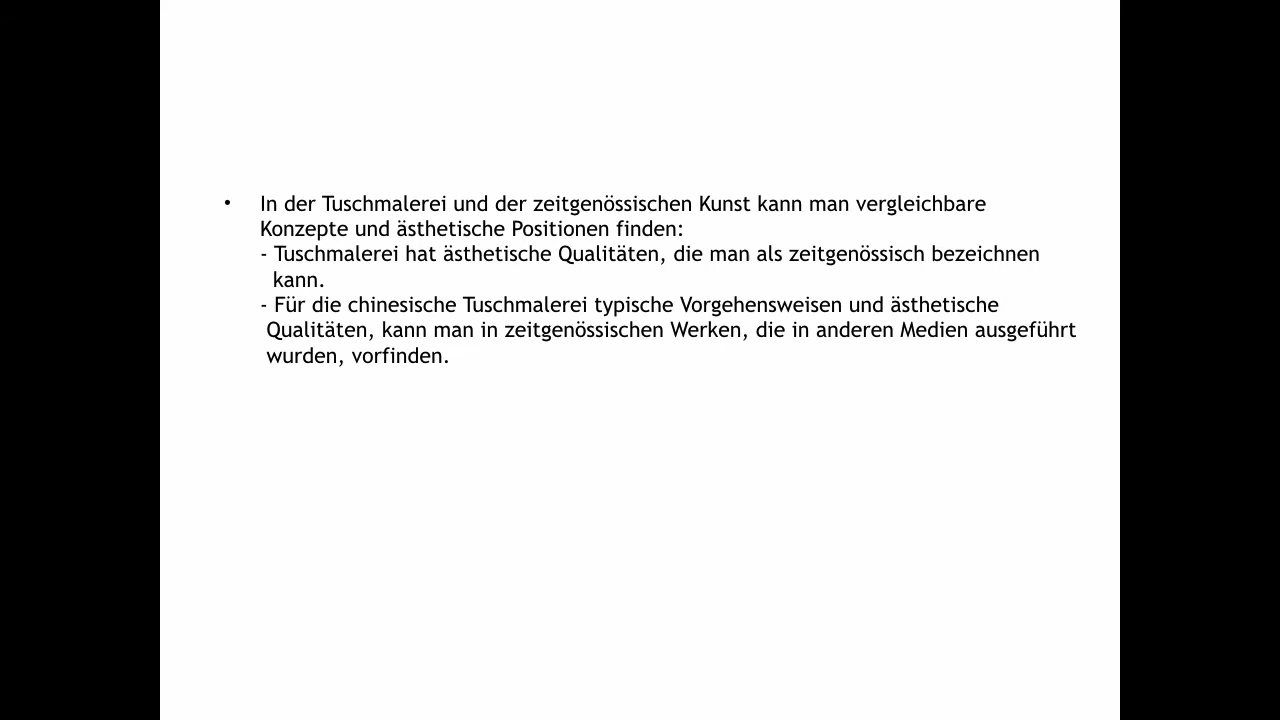 • In der Tuschmalerei und der zeitgenössischen Kunst kann man vergleichbare
Konzepte und ästhetische Positionen finden:
- Tuschmalerei hat ästhetische Qualitäten, die man als zeitgenössisch bezeichnen
kann.
- Für die chinesische Tuschmalerei typische Vorgehensweisen und ästhetische
Qualitäten, kann man in zeitgenössischen Werken, die in anderen Medien ausgeführt
wurden, vorfinden.